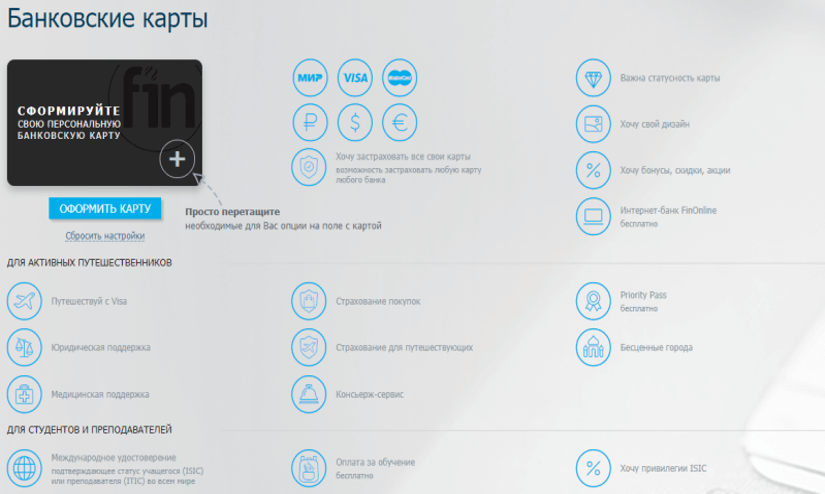 Банковские карты
fin
СФОРМИРУЙТЕ
СВОЮ ПЕРСОНАЛЬНУЮ
БАНКОВСКУЮ КАРТУ
+
ОФОРМИТЬ КАРТУ
Сбросить настройки
Просто перетащите
необходимые для Вас опции на поле с картой
МИР VISA
₽ $ €
Хочу застраховать все свои карты
возможность застраховать любую карту
любого банка
Важна статусность карты
Хочу свой дизайн
% Хочу бонусы, скидки, акции
Интернет-банк FinOnline
бесплатно
ДЛЯ АКТИВНЫХ ПУТЕШЕСТВЕННИКОВ
Путешествуй с Visa
Страхование покупок
Priority Pass
бесплатно
Юридическая поддержка
Страхование для путешествующих
Бесценные города
Медицинская поддержка
Консьерж-сервис
ДЛЯ СТУДЕНТОВ И ПРЕПОДАВАТЕЛЕЙ
Международное удостоверение
подтверждающее статус учащегося (ISIC)
или преподавателя (ITIC) во всем мире
Оплата за обучение
бесплатно
% Хочу привилегии ISIC